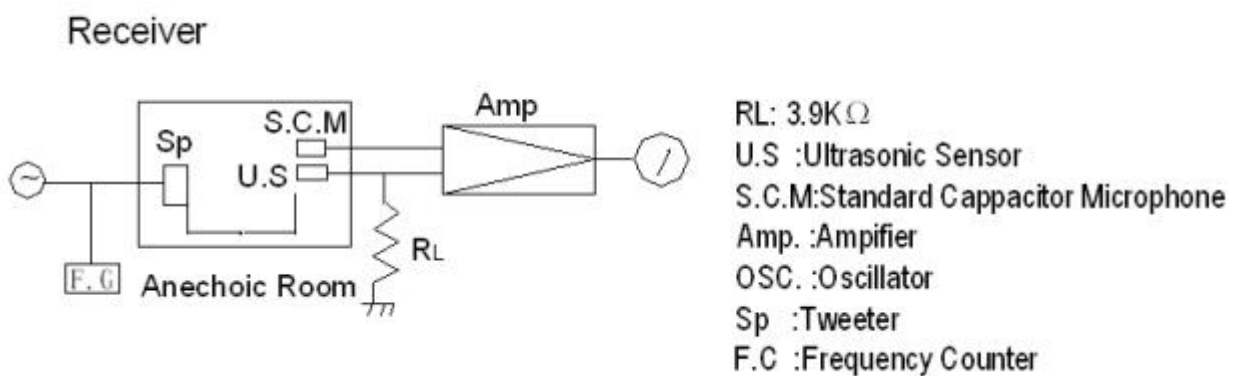 Receiver
S.C.M
Sp
U.S
Amp
~
RL
F.G
Anechoic Room
RL: 3.9KΩ
U.S :Ultrasonic Sensor
S.C.M:Standard Cappacitor Microphone
Amp. :Ampifier
OSC. :Oscillator
Sp :Tweeter
F.C :Frequency Counter